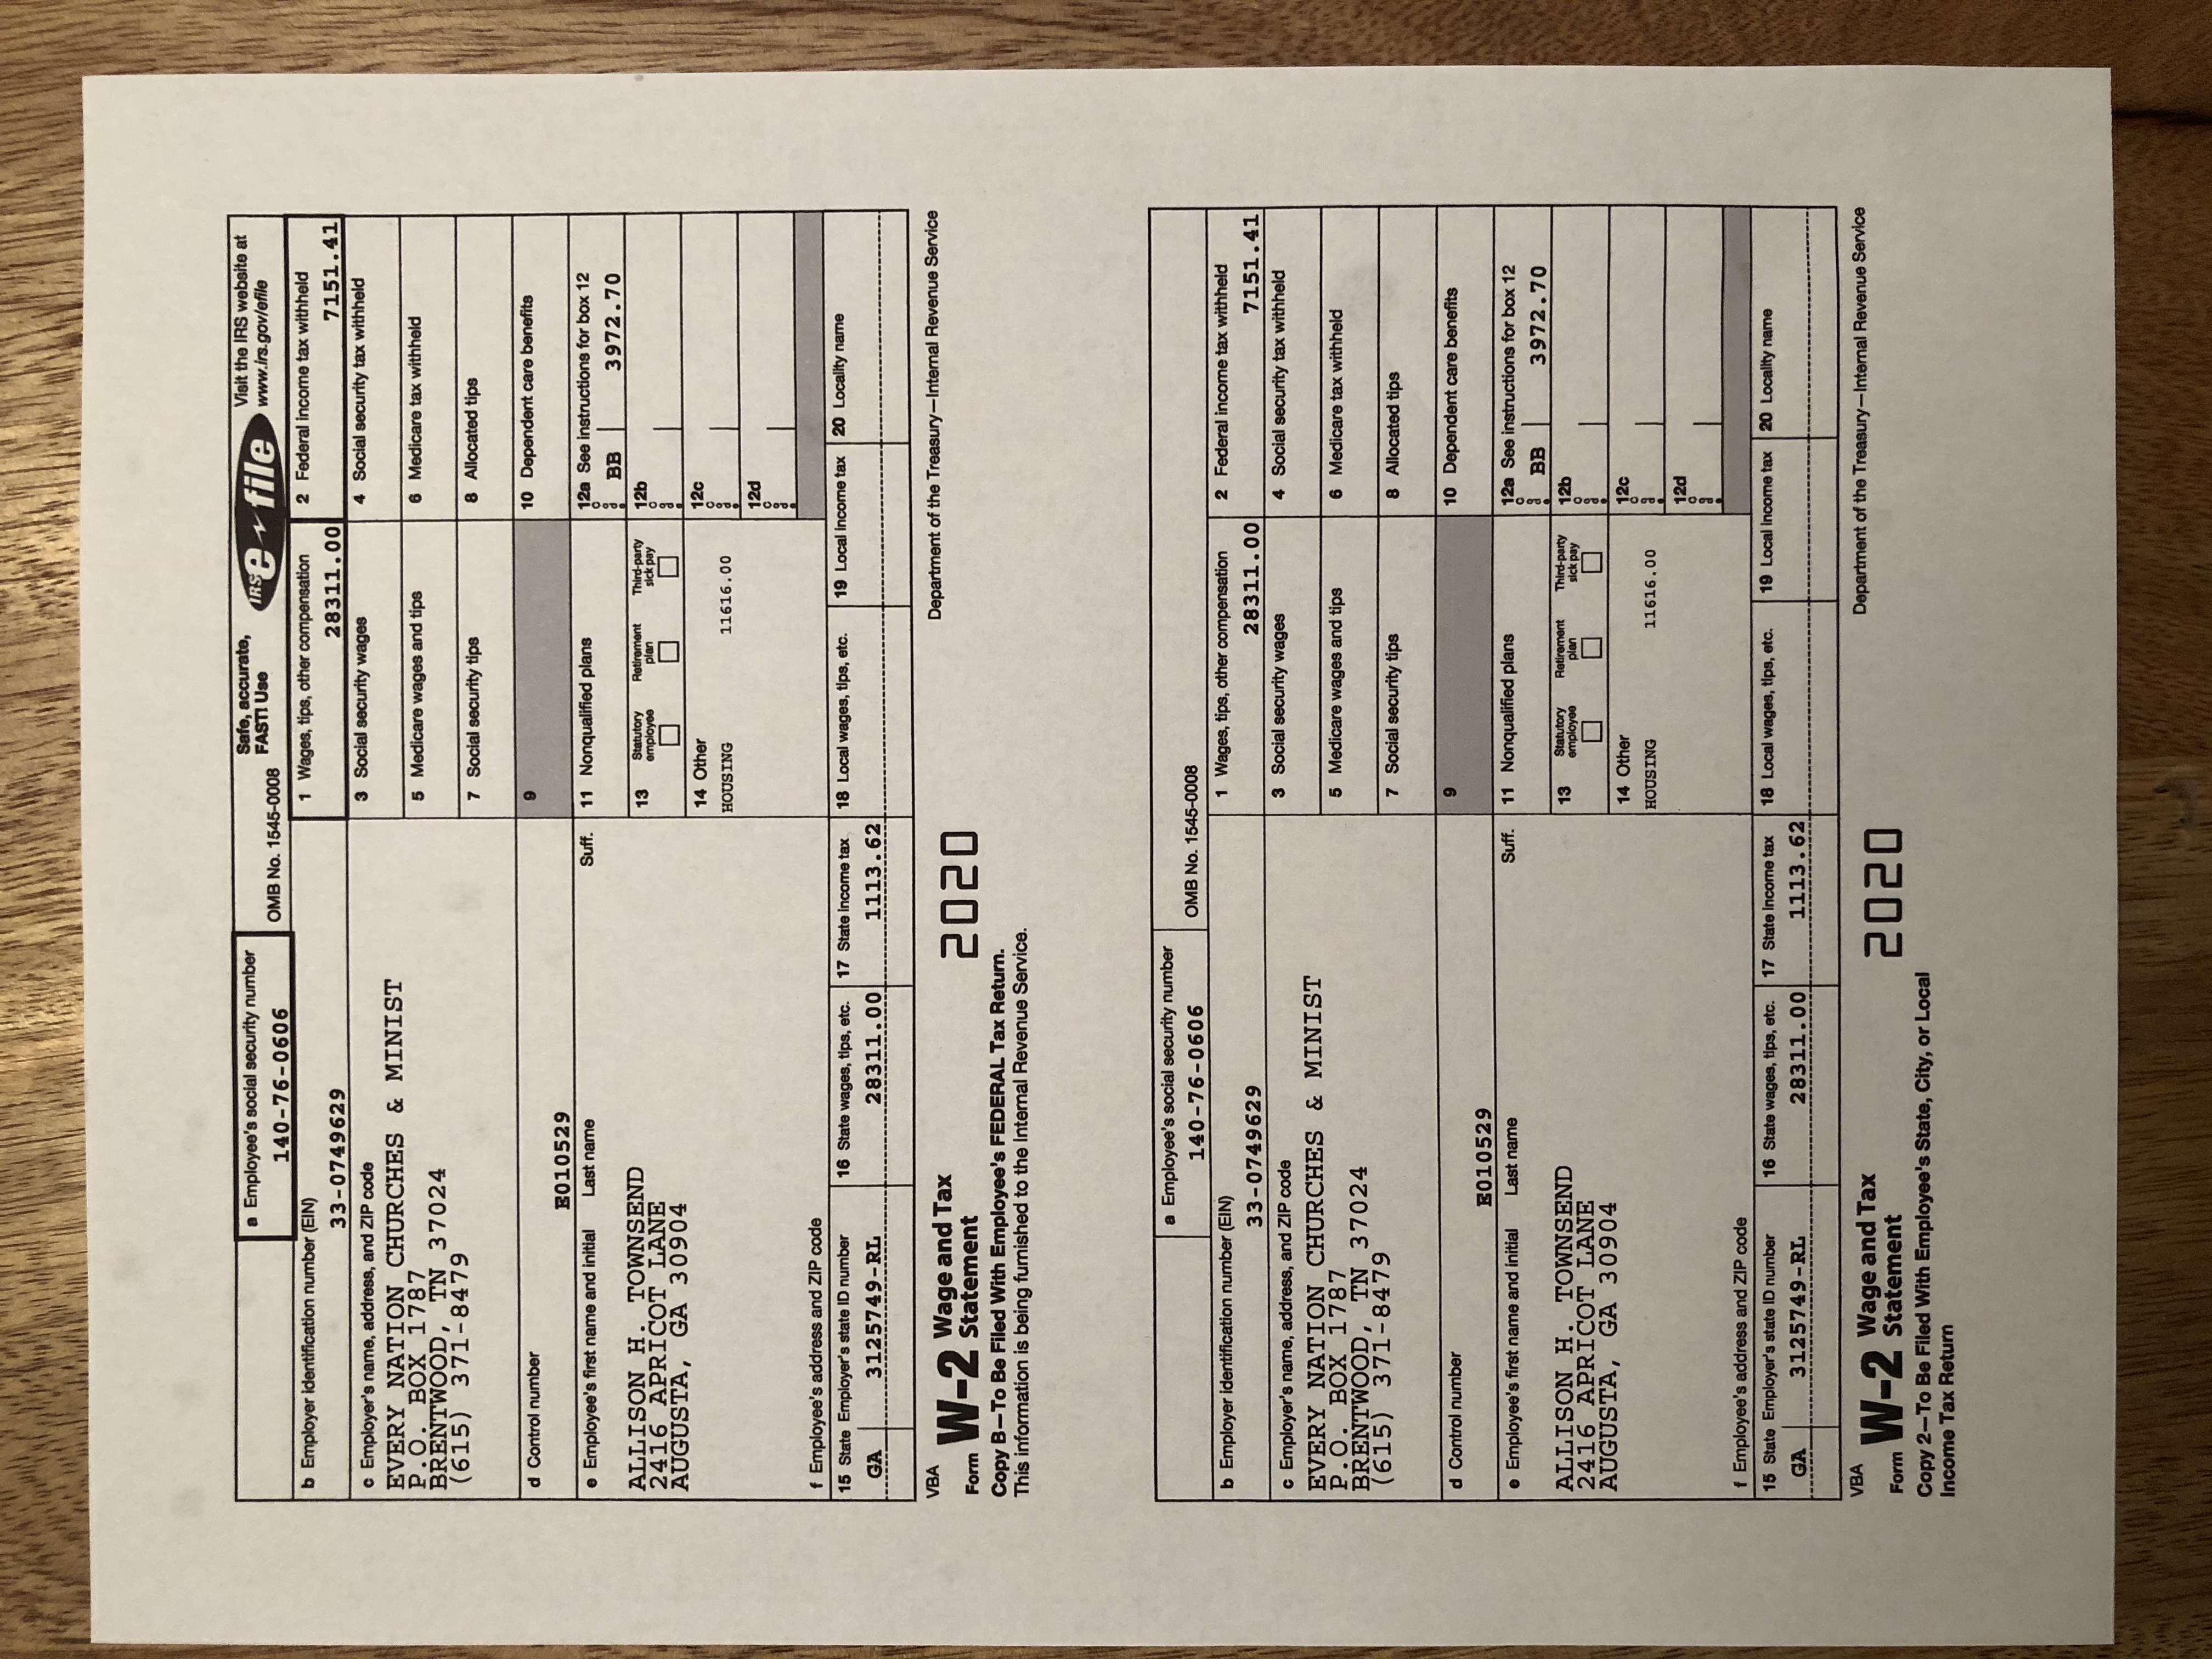 a Employee's social security number
140-76-0606
OMB No. 1545-0008
Safe, accurate,
FAST! Use
IRS e-file
Visit the IRS website at
www.irs.gov/efile
b Employer identification number (EIN)
33-0749629
1 Wages, tips, other compensation
28311.00
2 Federal income tax withheld
7151.41
c Employer's name, address, and ZIP code
EVERY NATION CHURCHES & MINIST
P.O. BOX 1787
BRENTWOOD, TN 37024
(615) 371-8479
3 Social security wages
4 Social security tax withheld
5 Medicare wages and tips
6 Medicare tax withheld
7 Social security tips
8 Allocated tips
d Control number
E010529
9
10 Dependent care benefits
e Employee's first name and initial Last name Suff.
ALLISON H. TOWNSEND
2416 APRICOT LANE
AUGUSTA, GA 30904
11 Nonqualified plans
12a See instructions for box 12
Code BB 3972.70
13 Statutory employee Retirement plan Third-party sick pay
12b
Code
14 Other
HOUSING 11616.00
12c
Code
12d
Code
f Employee's address and ZIP code
15 State Employer's state ID number
GA 3125749-RL
16 State wages, tips, etc.
28311.00
17 State income tax
1113.62
18 Local wages, tips, etc.
19 Local income tax
20 Locality name
VBA
Form W-2 Wage and Tax
Statement
2020
Department of the Treasury—Internal Revenue Service
Copy B—To Be Filed With Employee's FEDERAL Tax Return.
This information is being furnished to the Internal Revenue Service.
a Employee's social security number
140-76-0606
OMB No. 1545-0008
b Employer identification number (EIN)
33-0749629
1 Wages, tips, other compensation
28311.00
2 Federal income tax withheld
7151.41
c Employer's name, address, and ZIP code
EVERY NATION CHURCHES & MINIST
P.O. BOX 1787
BRENTWOOD, TN 37024
(615) 371-8479
3 Social security wages
4 Social security tax withheld
5 Medicare wages and tips
6 Medicare tax withheld
7 Social security tips
8 Allocated tips
d Control number
E010529
9
10 Dependent care benefits
e Employee's first name and initial Last name Suff.
ALLISON H. TOWNSEND
2416 APRICOT LANE
AUGUSTA, GA 30904
11 Nonqualified plans
12a See instructions for box 12
Code BB 3972.70
13 Statutory employee Retirement plan Third-party sick pay
12b
Code
14 Other
HOUSING 11616.00
12c
Code
12d
Code
f Employee's address and ZIP code
15 State Employer's state ID number
GA 3125749-RL
16 State wages, tips, etc.
28311.00
17 State income tax
1113.62
18 Local wages, tips, etc.
19 Local income tax
20 Locality name
VBA
Form W-2 Wage and Tax
Statement
2020
Department of the Treasury—Internal Revenue Service
Copy 2—To Be Filed With Employee's State, City, or Local
Income Tax Return